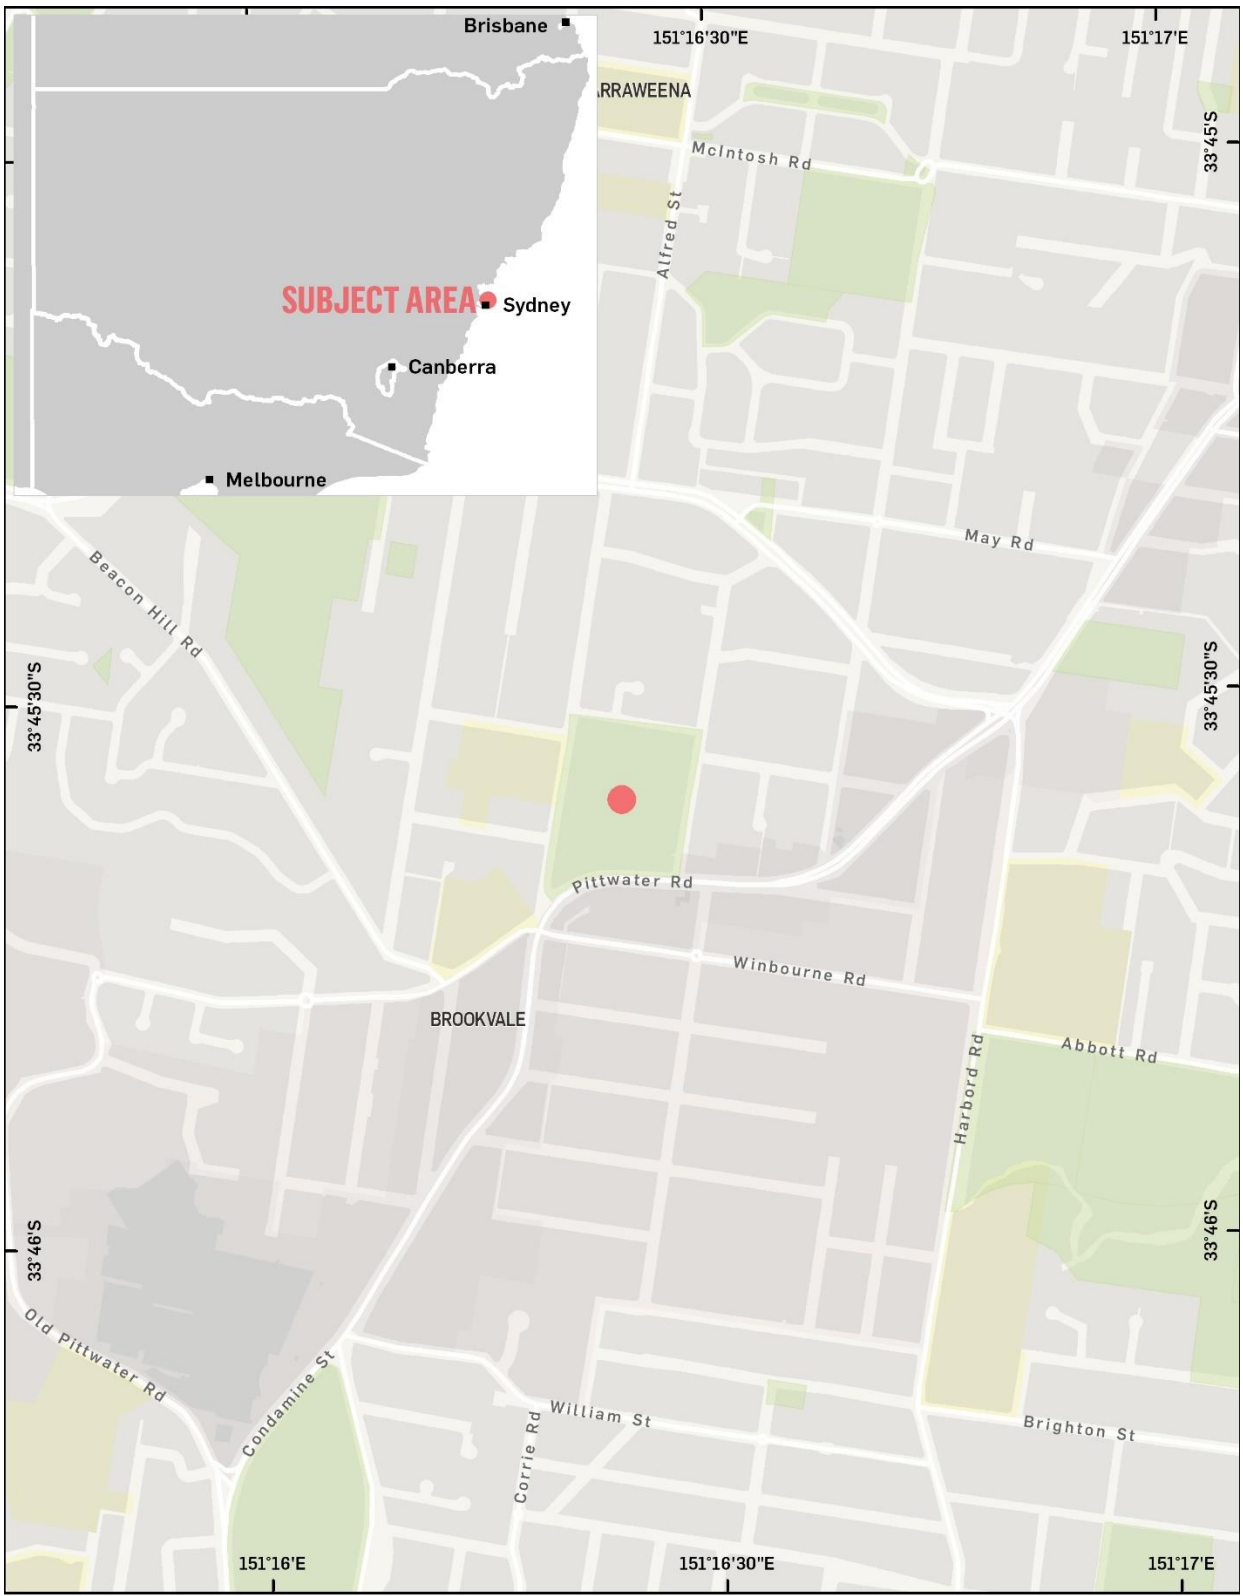 Brisbane
151°16'30"E
151°17'E
ARRAWEENA
McIntosh Rd
33°45'S
Alfred St
SUBJECT AREA
Sydney
Canberra
Melbourne
May Rd
Beacon Hill Rd
33°45'30"S
33°45'30"S
Pittwater Rd
Winbourne Rd
BROOKVALE
Harbord Rd
Abbott Rd
33°46'S
33°46'S
Old Pittwater Rd
Condamine St
Corrie Rd
William St
Brighton St
151°16'E
151°16'30"E
151°17'E